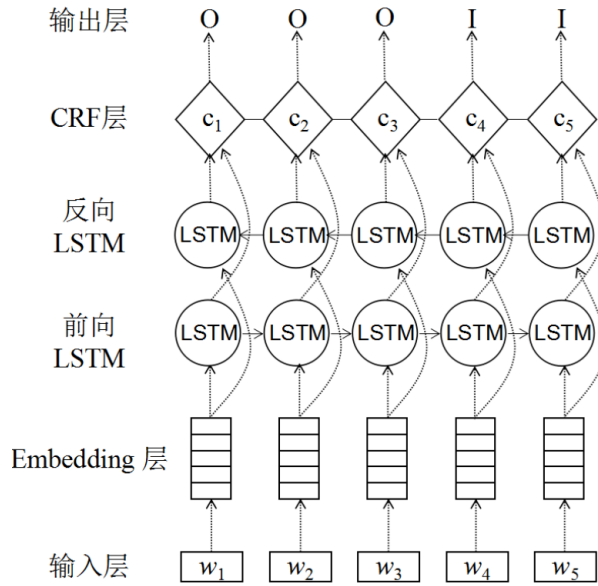 输出层 O O O I I
CRF层 c1 c2 c3 c4 c5
反向
LSTM
LSTM LSTM LSTM LSTM LSTM
前向
LSTM
LSTM LSTM LSTM LSTM LSTM
Embedding 层
输入层 w1 w2 w3 w4 w5